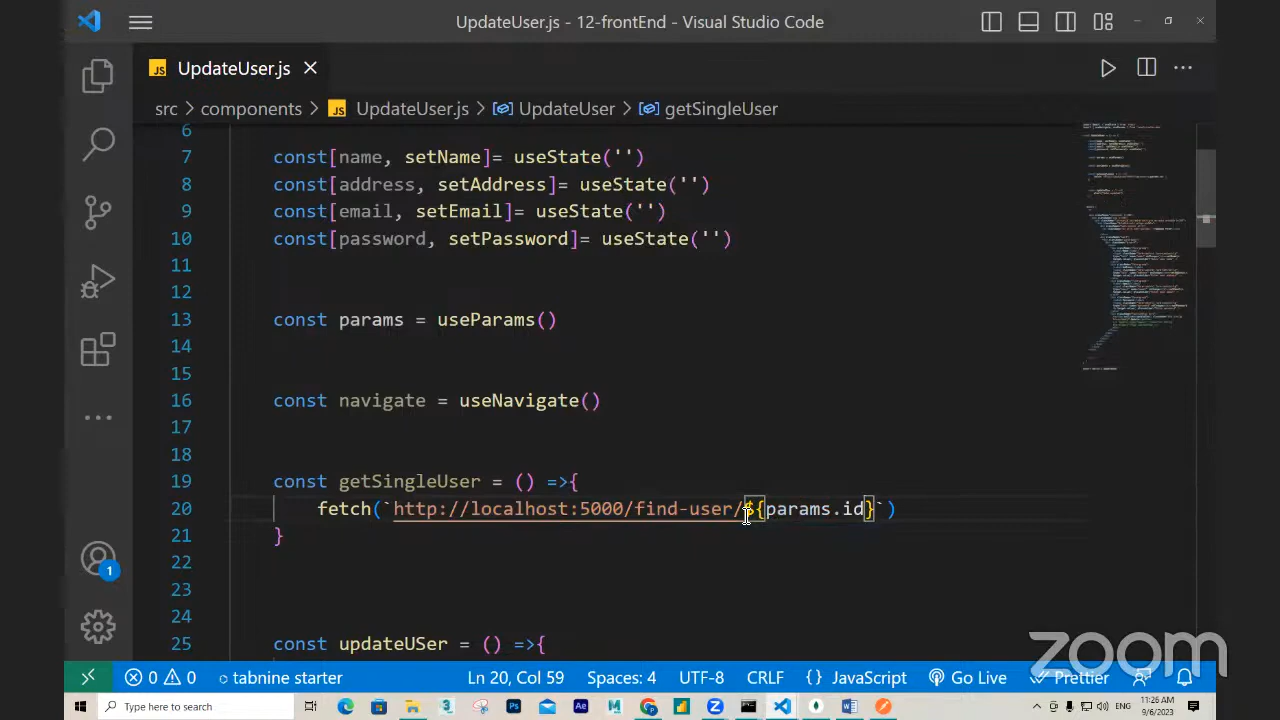 UpdateUser.js - 12-frontEnd - Visual Studio Code
JS UpdateUser.js
src > components > JS UpdateUser.js > UpdateUser > getSingleUser
6
7 const[name, setName]= useState('')
8 const[address, setAddress]= useState('')
9 const[email, setEmail]= useState('')
10 const[password, setPassword]= useState('')
11
12
13 const params = useParams()
14
15
16 const navigate = useNavigate()
17
18
19 const getSingleUser = () =>{
20 fetch(`http://localhost:5000/find-user/${params.id}`)
21 }
22
23
24
25 const updateUSer = () =>{
1
zoom
0 0 tabnine starter Ln 20, Col 59 Spaces: 4 UTF-8 CRLF {} JavaScript Go Live Prettier
Type here to search
11:26 AM
9/6/2023